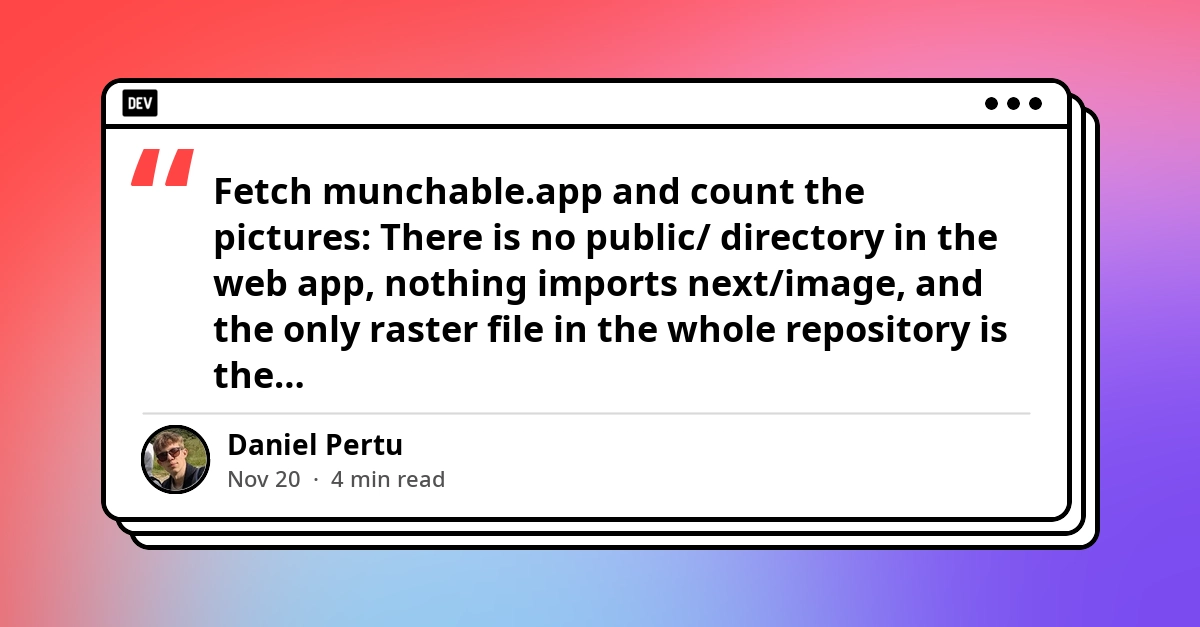 DEV
“
Fetch munchable.app and count the
pictures: There is no public/ directory in the
web app, nothing imports next/image, and
the only raster file in the whole repository is
the...
Daniel Pertu
Nov 20 · 4 min read